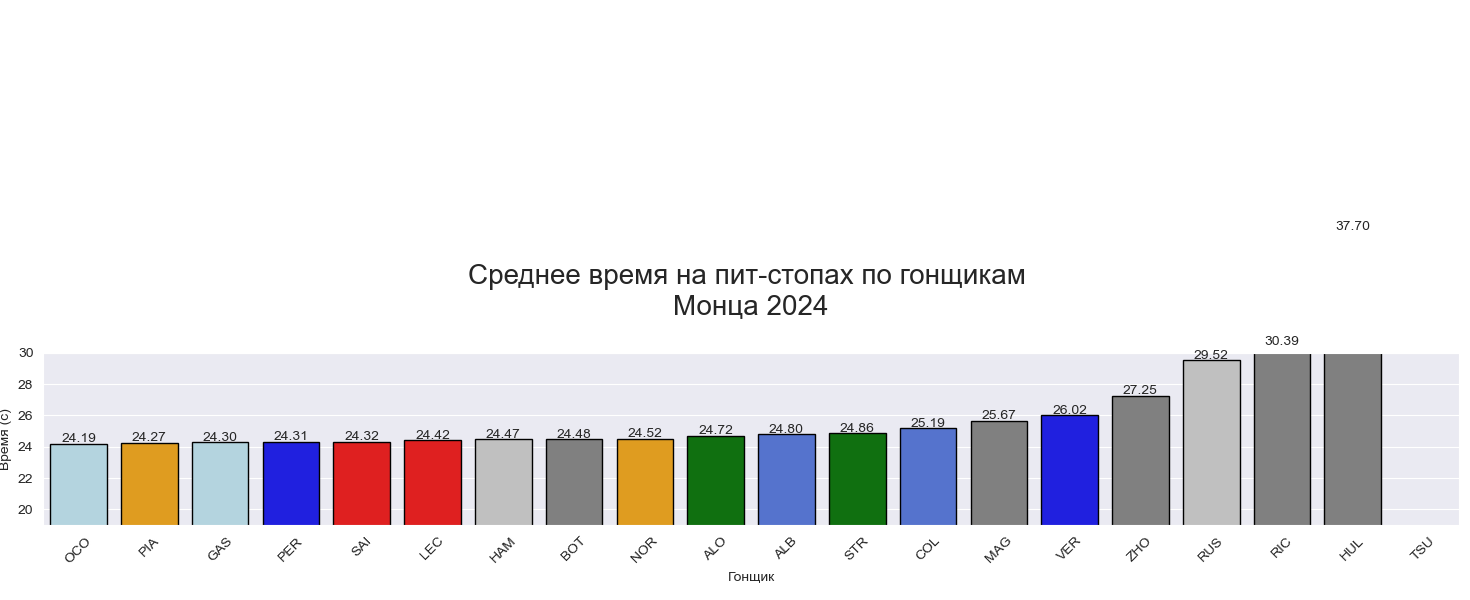 37.70
Среднее время на пит-стопах по гонщикам
Монца 2024
30.39
30
29.52
28
27.25
26
26.02
25.67
25.19
24.19 24.27 24.30 24.31 24.32 24.42 24.47 24.48 24.52 24.72 24.80 24.86
24
22
20
Время (с)
OCO PIA GAS PER SAI LEC HAM BOT NOR ALO ALB STR COL MAG VER ZHO RUS RIC HUL TSU
Гонщик